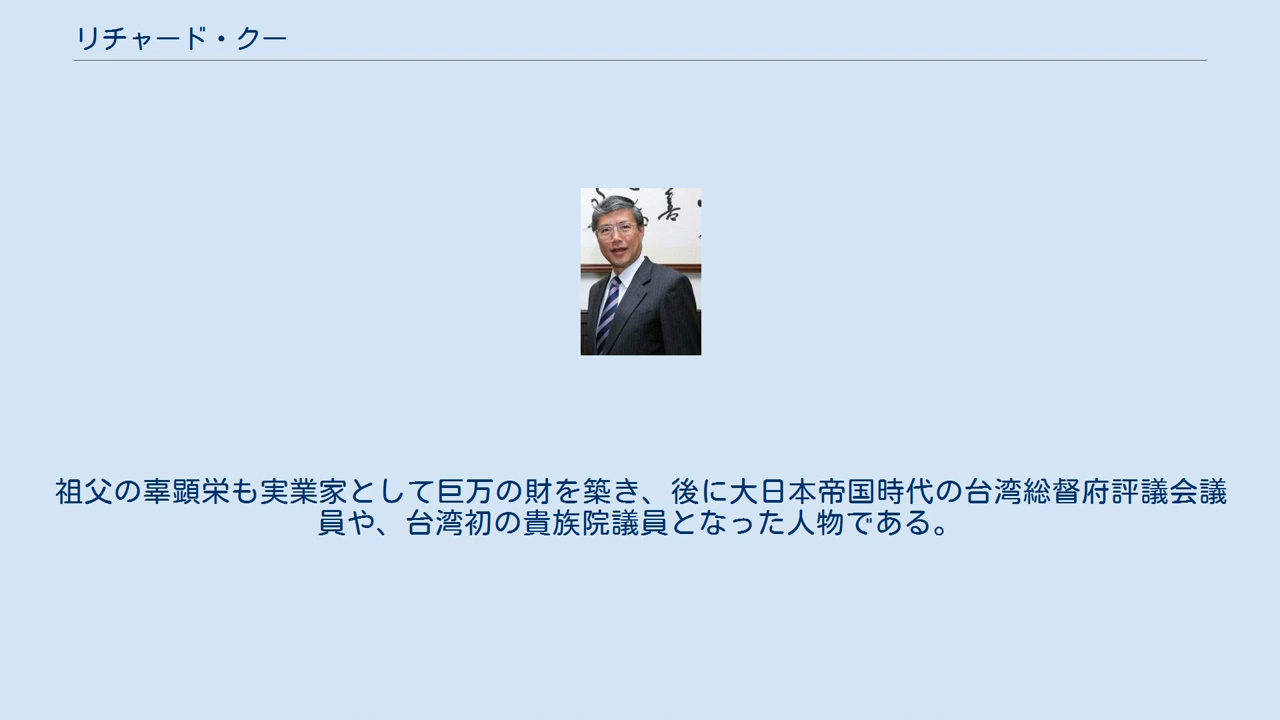 リチャード・クー
善
祖父の辜顕栄も実業家として巨万の財を築き、後に大日本帝国時代の台湾総督府評議会議
員や、台湾初の貴族院議員となった人物である。